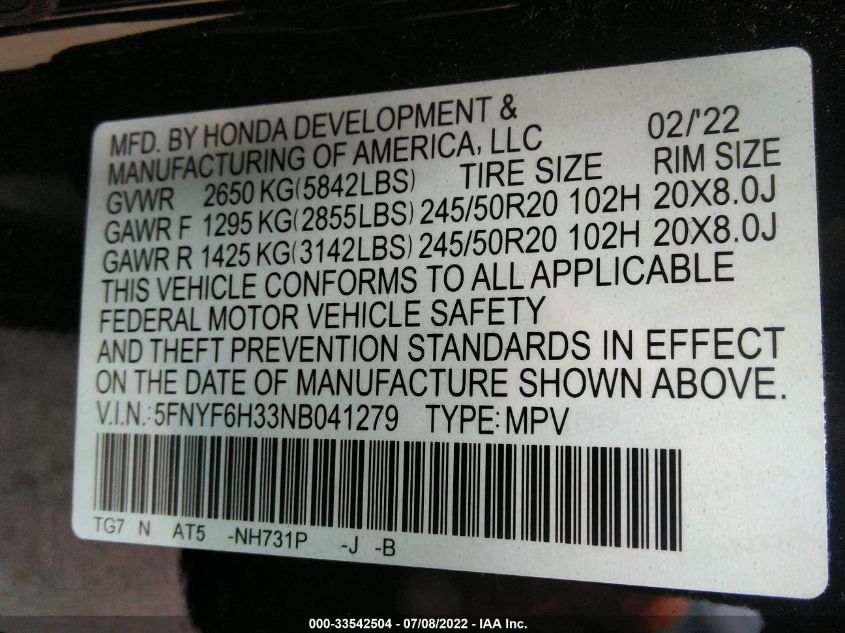 MFD. BY HONDA DEVELOPMENT & 
MANUFACTURING OF AMERICA, LLC 02/'22
GVWR 2650 KG(5842LBS) TIRE SIZE RIM SIZE
GAWR F 1295 KG(2855LBS) 245/50R20 102H 20X8.0J
GAWR R 1425 KG(3142LBS) 245/50R20 102H 20X8.0J
THIS VEHICLE CONFORMS TO ALL APPLICABLE
FEDERAL MOTOR VEHICLE SAFETY
AND THEFT PREVENTION STANDARDS IN EFFECT
ON THE DATE OF MANUFACTURE SHOWN ABOVE.
V.I.N.: 5FNYF6H33NB041279 TYPE: MPV
TG7 N AT5 -NH731P -J -B
000-33542504 - 07/08/2022 - IAA Inc.